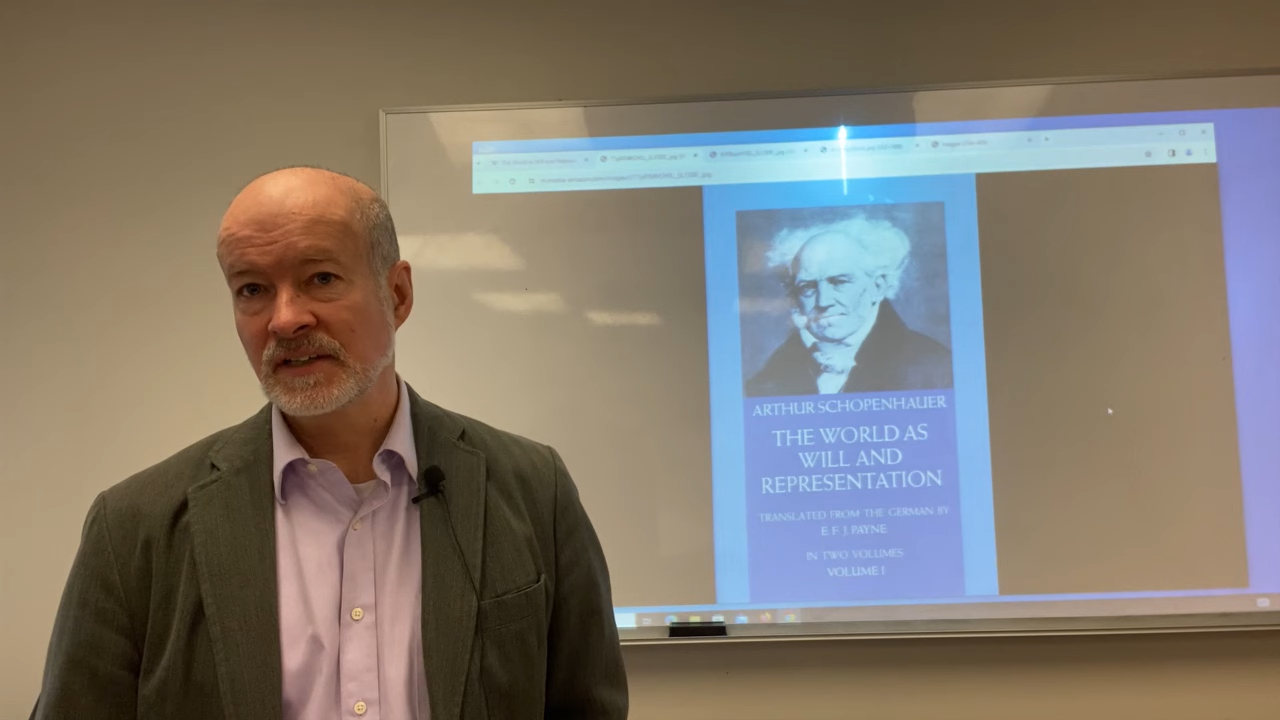 ARTHUR SCHOPENHAUER
THE WORLD AS
WILL AND
REPRESENTATION
TRANSLATED FROM THE GERMAN BY
E. F. J. PAYNE
IN TWO VOLUMES
VOLUME I